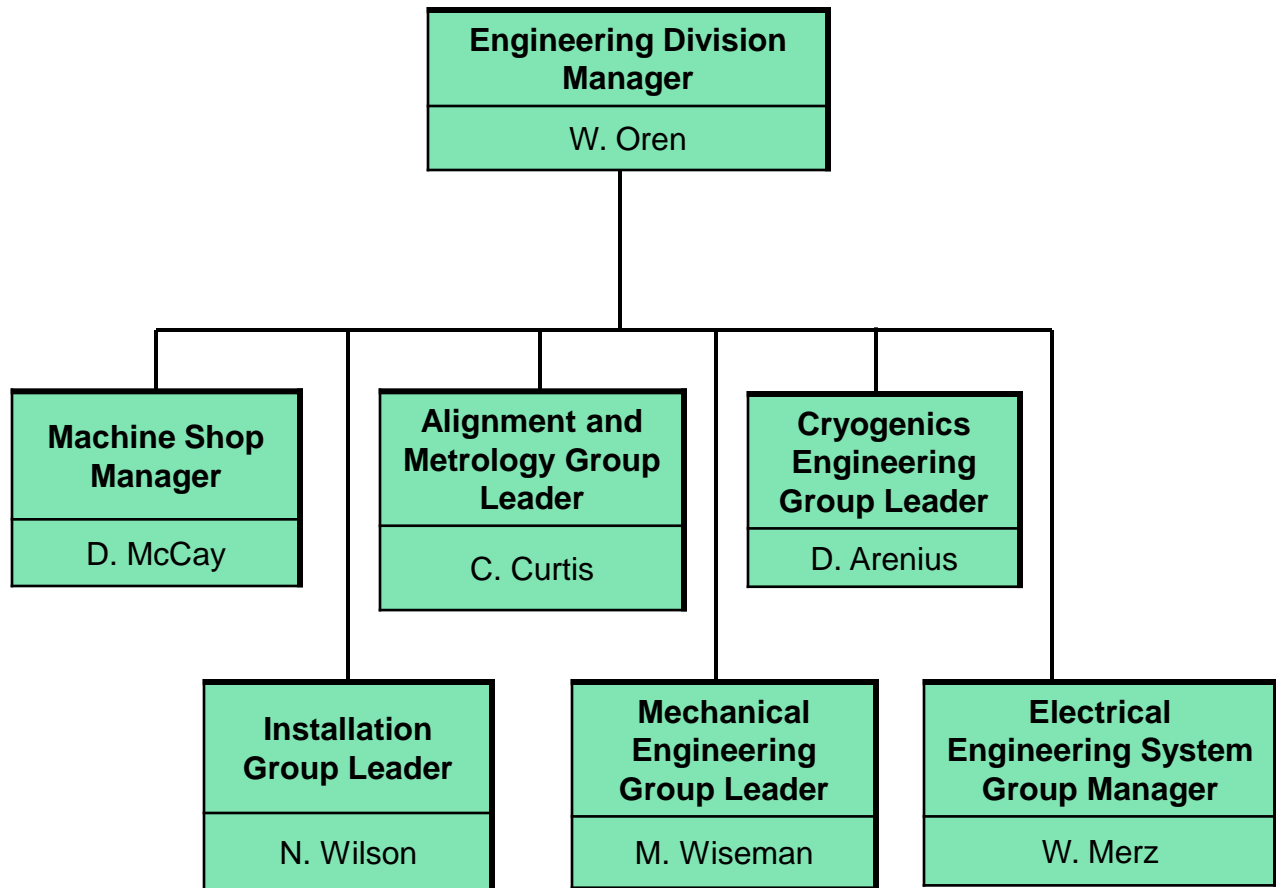 Engineering Division
Manager
W. Oren
Machine Shop
Manager
D. McCay
Alignment and
Metrology Group
Leader
C. Curtis
Cryogenics
Engineering
Group Leader
D. Arenius
Installation
Group Leader
N. Wilson
Mechanical
Engineering
Group Leader
M. Wiseman
Electrical
Engineering System
Group Manager
W. Merz